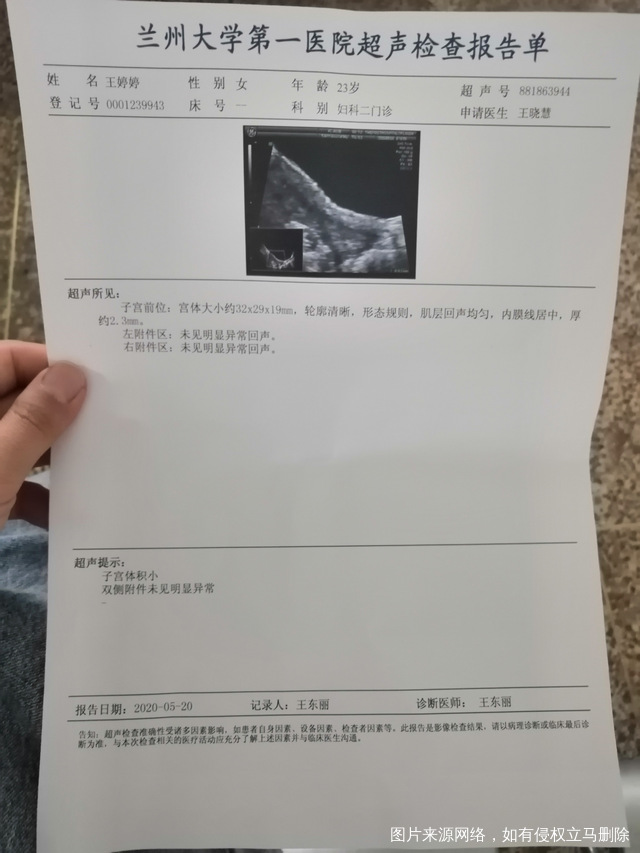 兰州大学第一医院超声检查报告单
姓 名 王婷婷 性 别 女 年 龄 23岁 超 声 号 881863944
登 记 号 0001239943 床 号 — 科 别 妇科二门诊 申请医生 王晓慧
超声所见:
子宫前位:宫体大小约32x29x19mm,轮廓清晰,形态规则,肌层回声均匀,内膜线居中,厚
约2.3mm。
左附件区:未见明显异常回声。
右附件区:未见明显异常回声。
超声提示:
子宫体积小
双侧附件未见明显异常
–
报告日期:2020-05-20 记录人:王东丽 诊断医师: 王东丽
告知:超声检查准确性受诸多因素影响,如患者自身因素、设备因素、检查者因素等,此报告是影像检查结果,请以病理诊断或临床最后诊
断为准,与本次检查相关的医疗活动应充分了解上述因素并与临床医生沟通。
图片来源网络,如有侵权立马删除